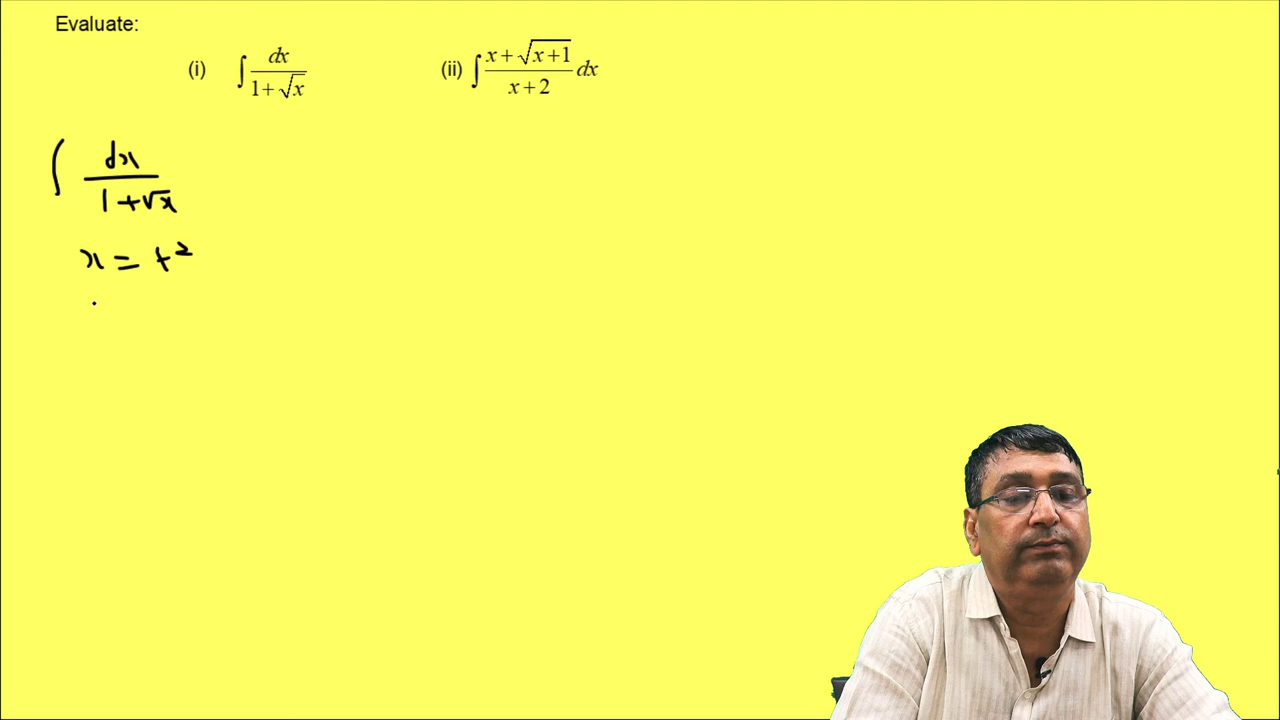 Evaluate:
(i) ∫ dx / (1+√x) (ii) ∫ (x+√(x+1)) / (x+2) dx
∫ dx / (1+√x)
x = t²